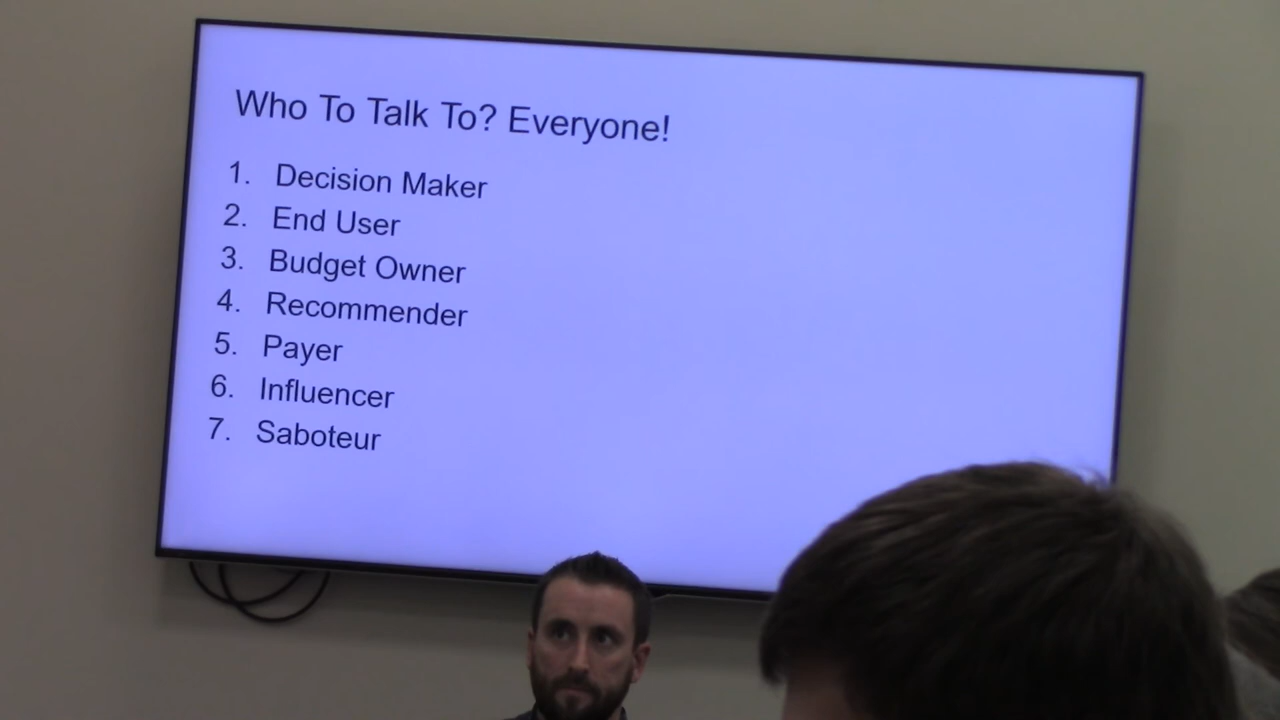 Who To Talk To? Everyone!
1. Decision Maker
2. End User
3. Budget Owner
4. Recommender
5. Payer
6. Influencer
7. Saboteur